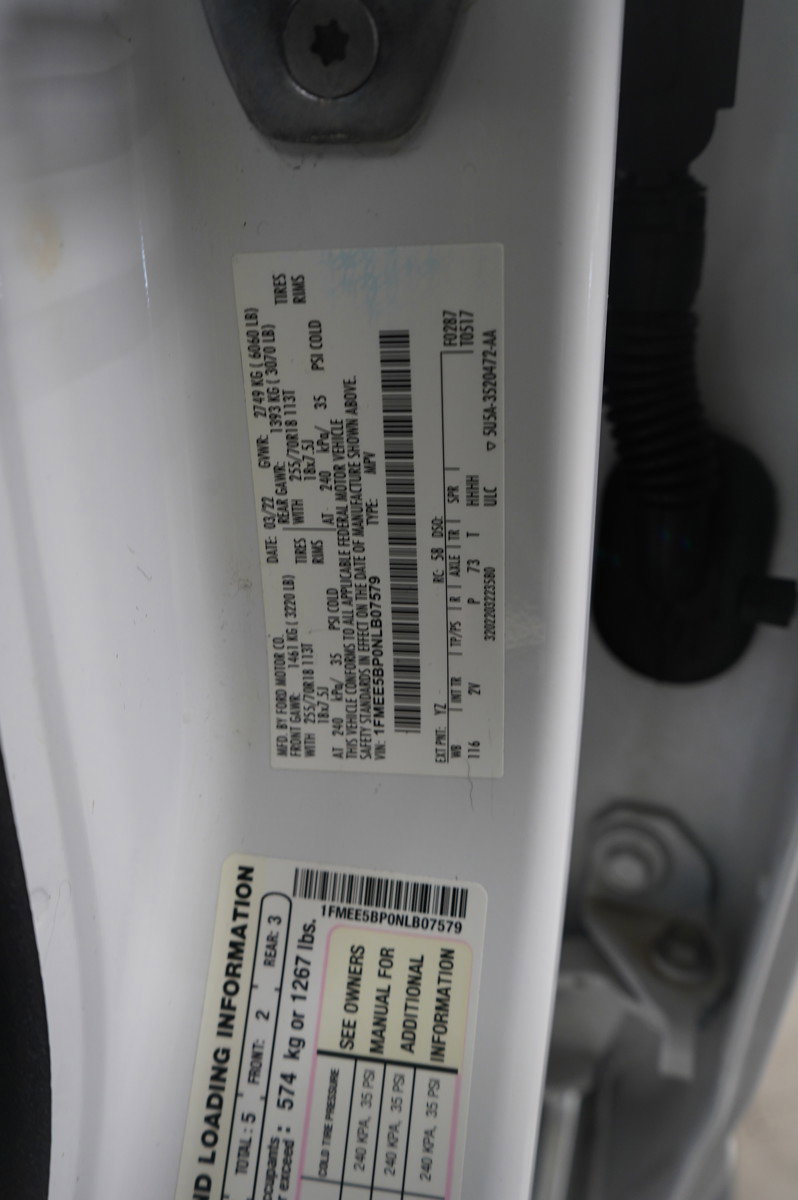 MFD. BY FORD MOTOR CO.
DATE: 03/22 GVWR: 2749 KG ( 6060 LB)
FRONT GAWR: 1461 KG ( 3220 LB) REAR GAWR: 1393 KG ( 3070 LB)
WITH 255/70R18 113T TIRES WITH 255/70R18 113T TIRES
18x7.5J RIMS 18x7.5J RIMS
AT 240 kPa/ 35 PSI COLD AT 240 kPa/ 35 PSI COLD
THIS VEHICLE CONFORMS TO ALL APPLICABLE FEDERAL MOTOR VEHICLE
SAFETY STANDARDS IN EFFECT ON THE DATE OF MANUFACTURE SHOWN ABOVE.
VIN: 1FMEE5BP0NLB07579 TYPE: MPV
EXT PNT: YZ RC: 58 DSO: F0287
WB INT TR TP/PS R AXLE TR SPR T0517
116 2V P 73 T HHHH
3202203223580 ULC ▽ 5U5A-3520472-AA
ND LOADING INFORMATION
TOTAL: 5 FRONT: 2 REAR: 3
ccupants
r exceed: 574 kg or 1267 lbs.
1FMEE5BP0NLB07579
COLD TIRE PRESSURE
240 KPA, 35 PSI
240 KPA, 35 PSI
240 KPA, 35 PSI
SEE OWNERS
MANUAL FOR
ADDITIONAL
INFORMATION